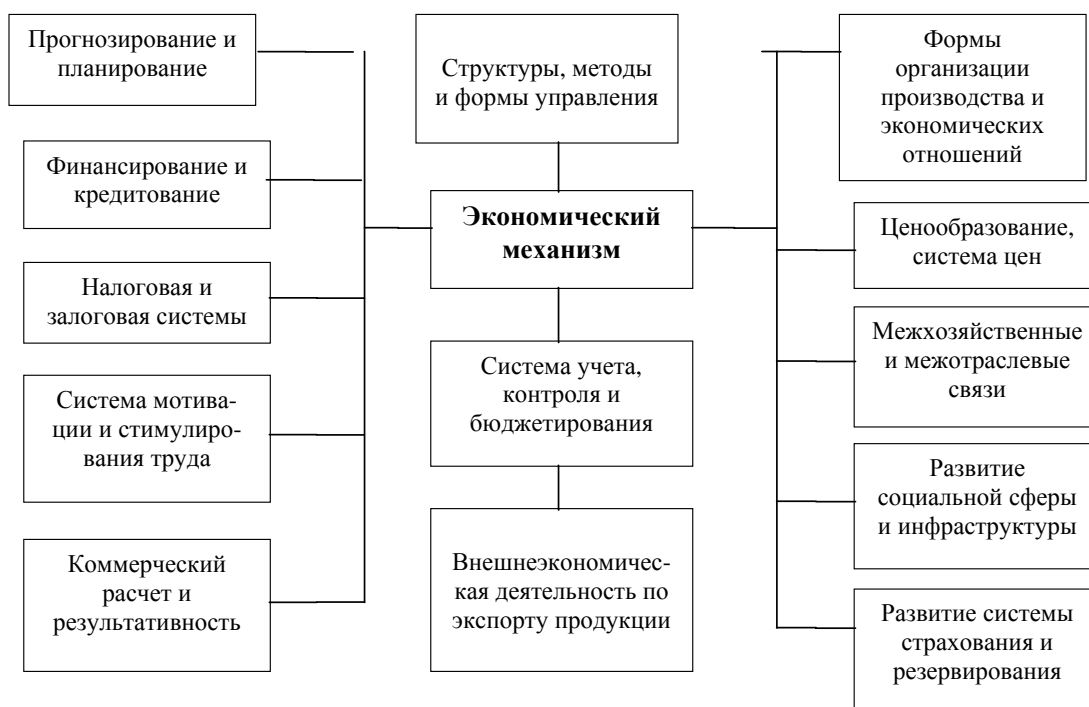 Прогнозирование и
планирование
Финансирование и
кредитование
Налоговая и
залоговая системы
Система мотива-
ции и стимулиро-
вания труда
Коммерческий
расчет и
результативность
Структуры, методы
и формы управления
Экономический
механизм
Система учета,
контроля и
бюджетирования
Внешнеэкономичес-
кая деятельность по
экспорту продукции
Формы
организации
производства и
экономических
отношений
Ценообразование,
система цен
Межхозяйственные
и межотраслевые
связи
Развитие
социальной сферы
и инфраструктуры
Развитие системы
страхования и
резервирования